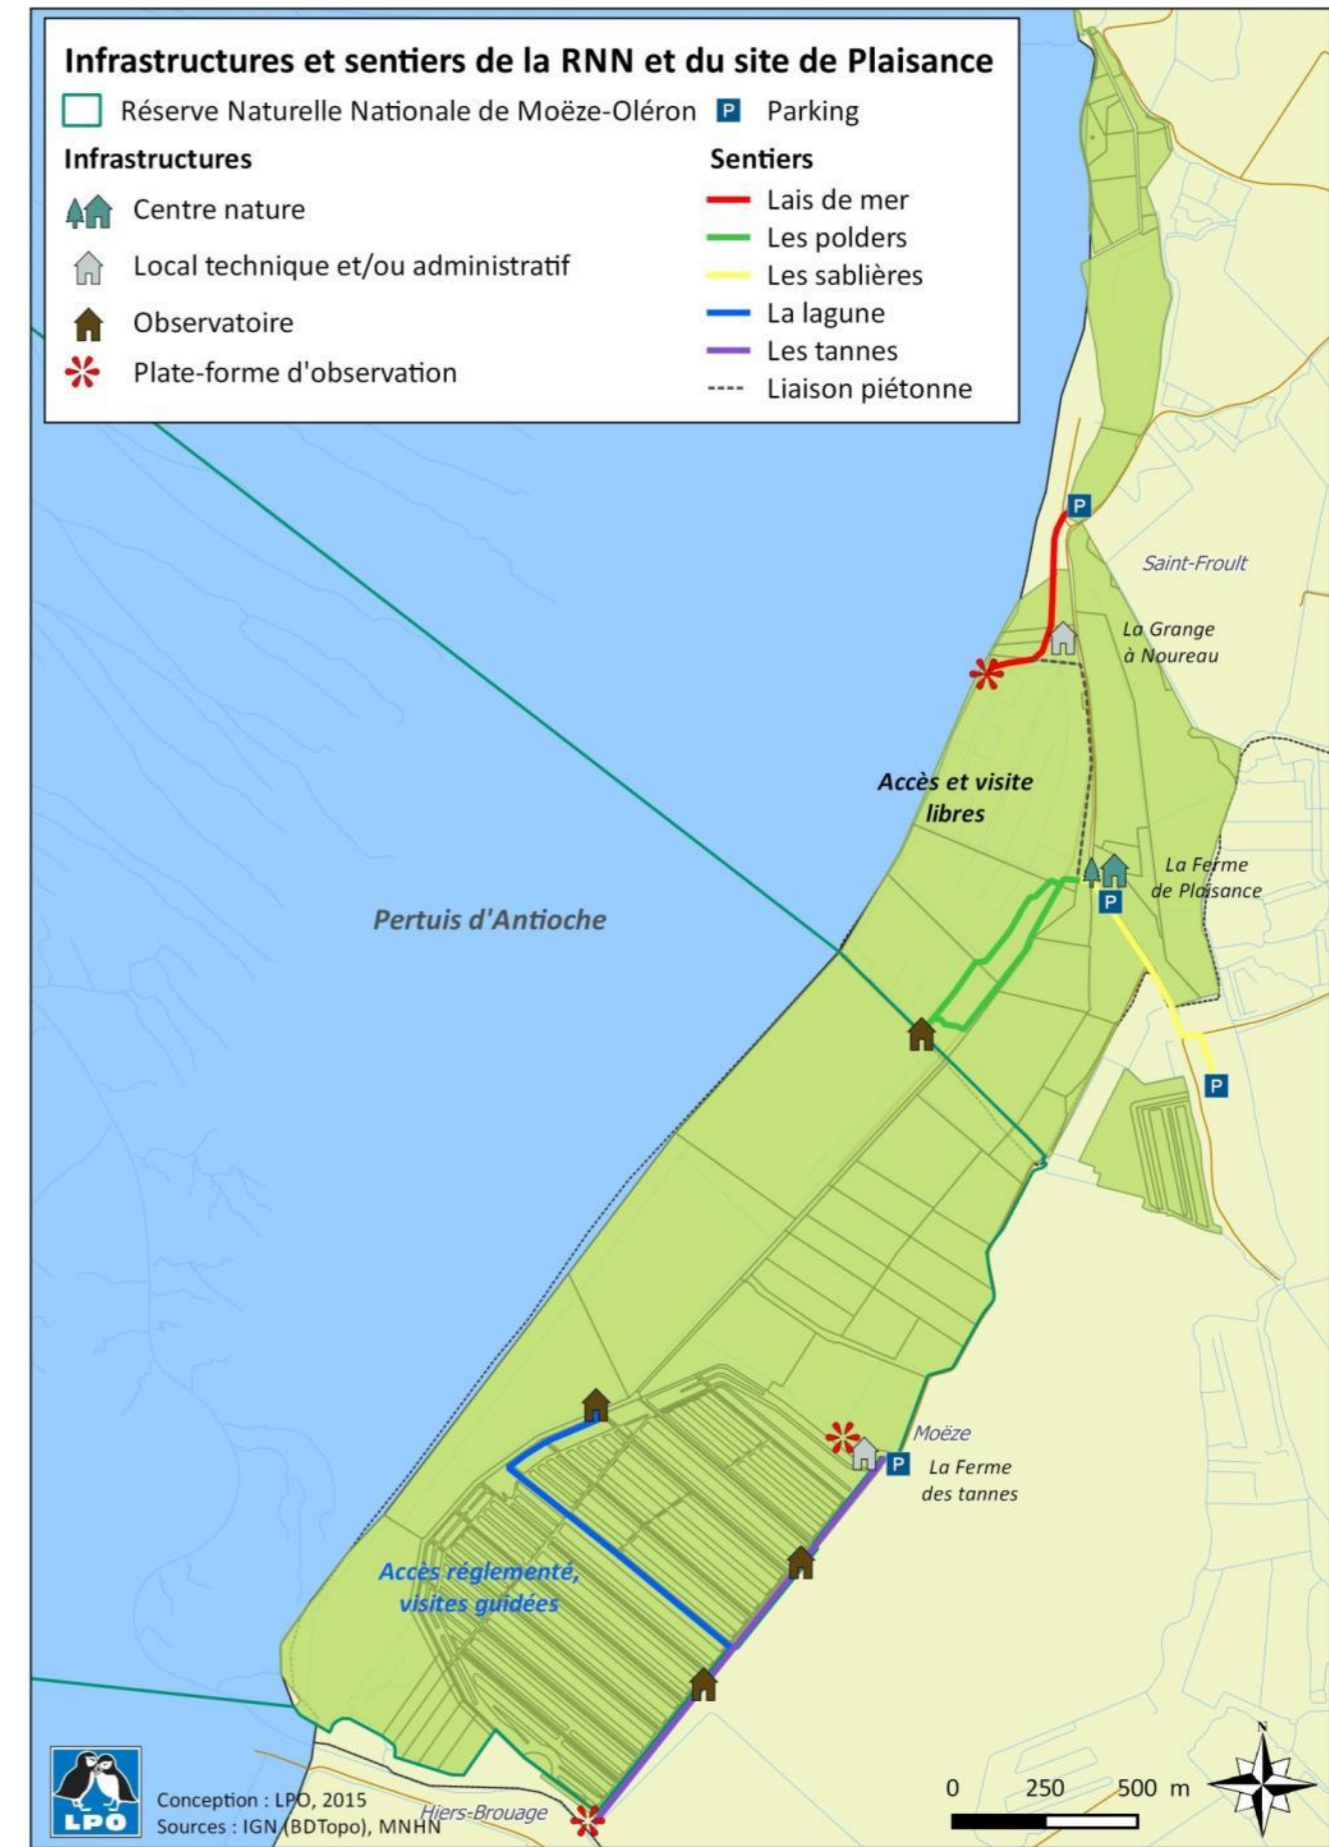 Infrastructures et sentiers de la RNN et du site de Plaisance
Réserve Naturelle Nationale de Moëze-Oléron
P Parking
Infrastructures
Centre nature
Local technique et/ou administratif
Observatoire
Plate-forme d'observation
Sentiers
Lais de mer
Les polders
Les sablières
La lagune
Les tannes
Liaison piétonne
P
Saint-Froult
La Grange
à Noureau
Accès et visite
libres
La Ferme
de Plaisance
P
Pertuis d'Antioche
P
Moëze
P
La Ferme
des tannes
Accès réglementé,
visites guidées
LPO
Conception : LPO, 2015
Sources : IGN (BDTopo), MNHN
Hiers-Brouage
0 250 500 m
N